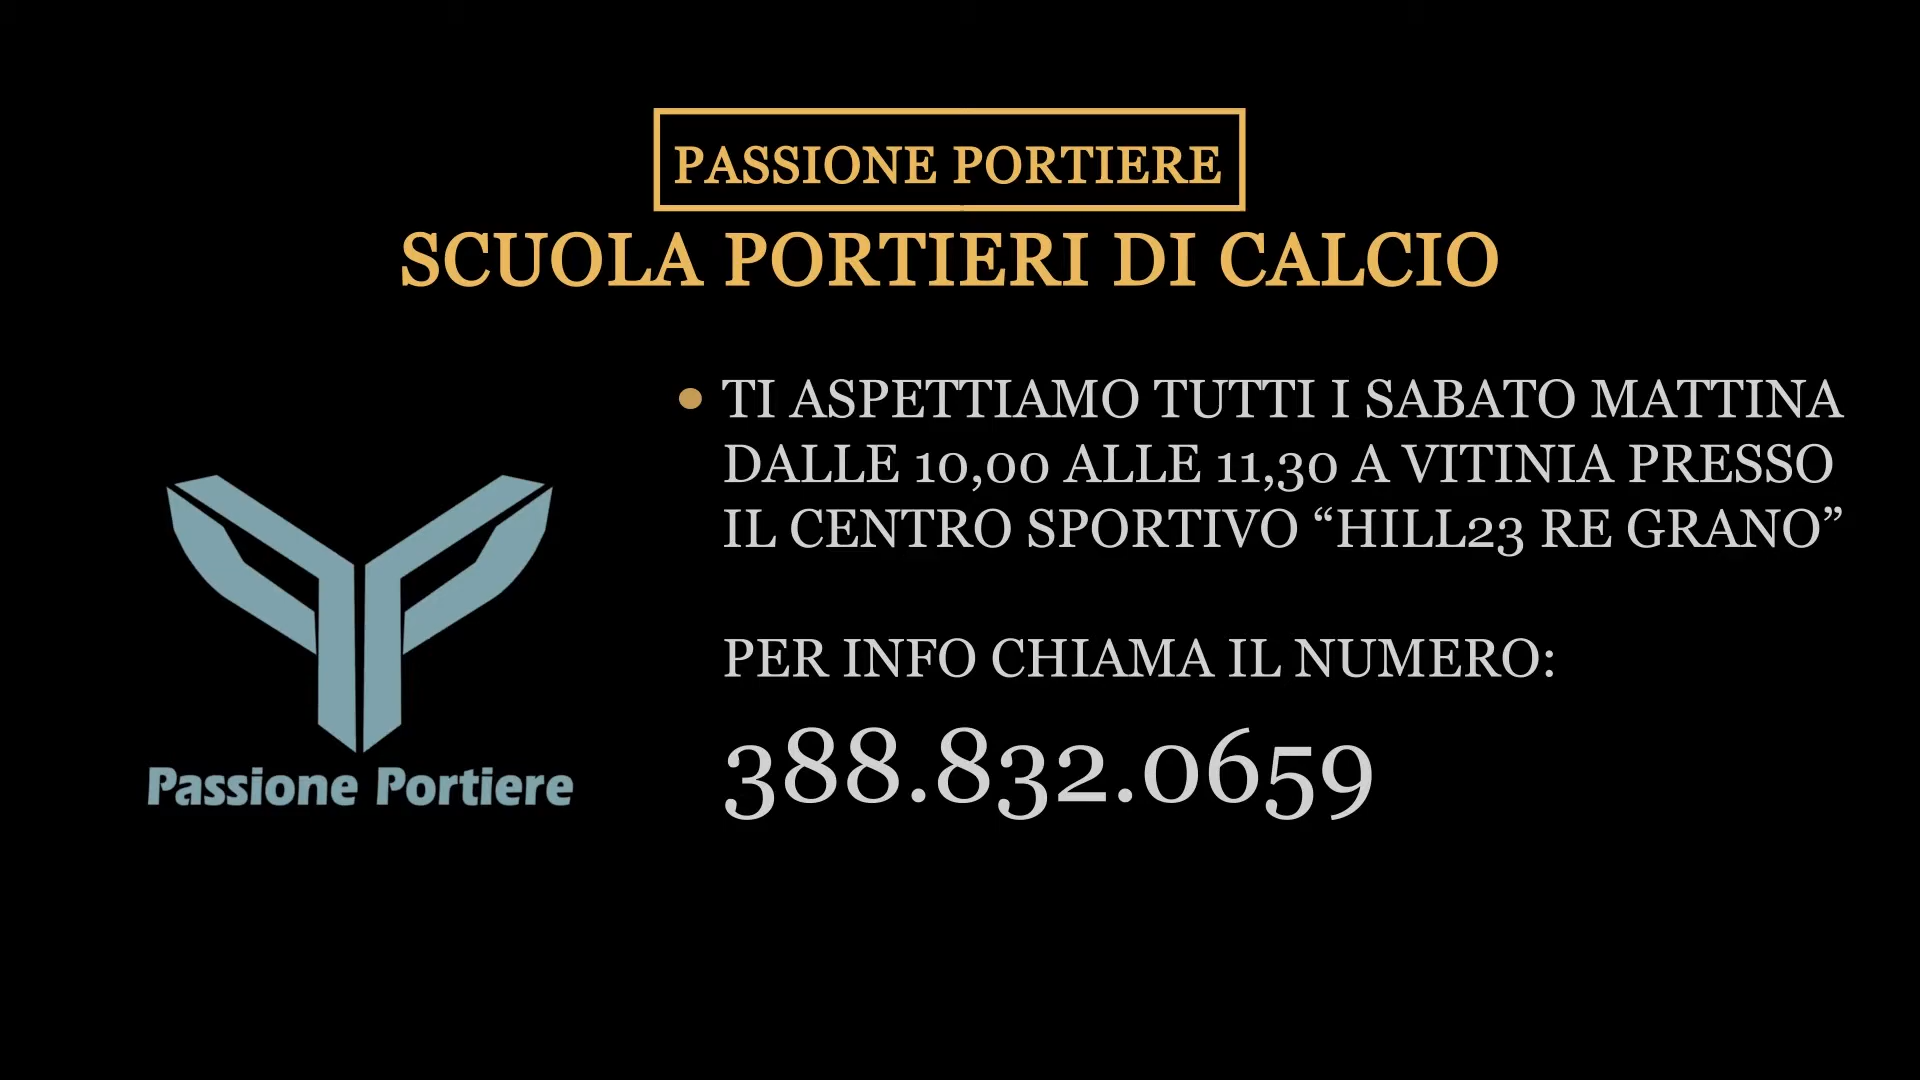 PASSIONE PORTIERE
SCUOLA PORTIERI DI CALCIO
TI ASPETTIAMO TUTTI I SABATO MATTINA
DALLE 10,00 ALLE 11,30 A VITINIA PRESSO
IL CENTRO SPORTIVO “HILL23 RE GRANO”
PER INFO CHIAMA IL NUMERO:
388.832.0659
Passione Portiere